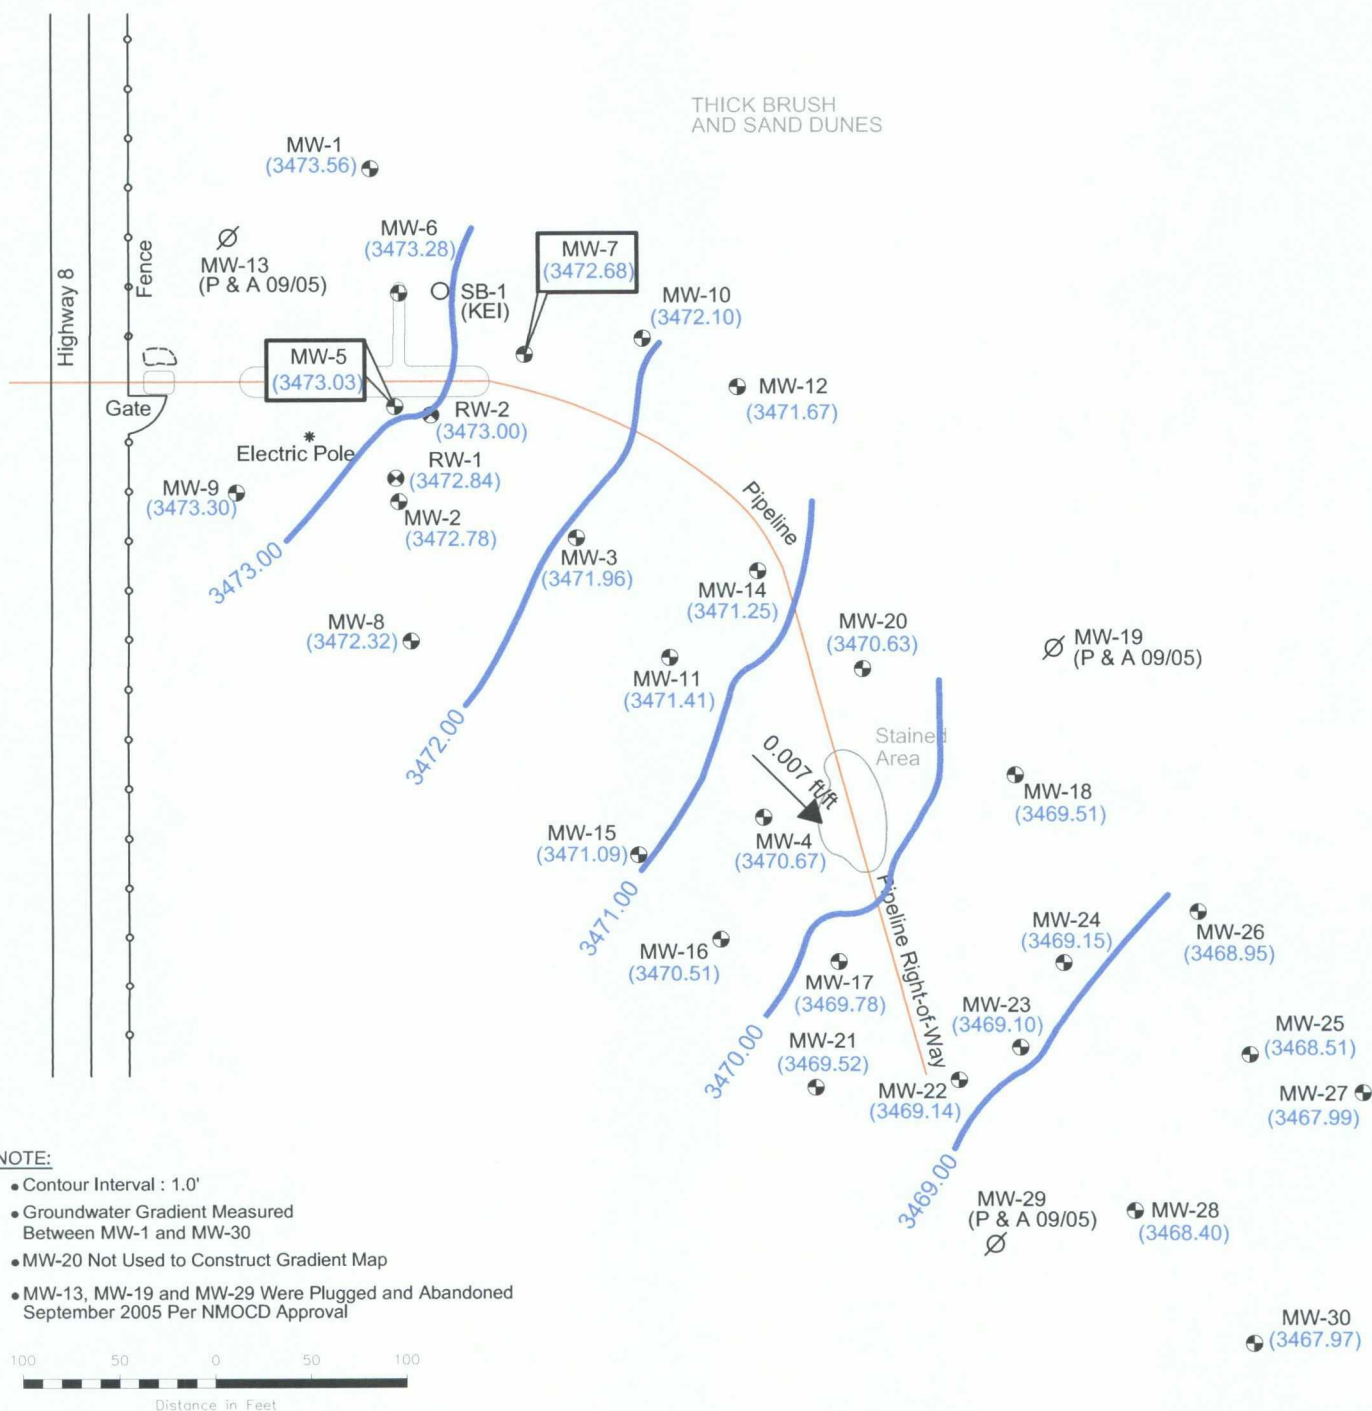 THICK BRUSH
AND SAND DUNES
MW-1
(3473.56)
MW-6
(3473.28)
MW-13
(P & A 09/05)
Highway 8
Fence
SB-1
(KEI)
MW-7
(3472.68)
MW-10
(3472.10)
MW-5
(3473.03)
MW-12
(3471.67)
Gate
RW-2
(3473.00)
Electric Pole
RW-1
(3472.84)
MW-9
(3473.30)
MW-2
(3472.78)
Pipeline
3473.00
MW-3
(3471.96)
MW-14
(3471.25)
MW-8
(3472.32)
MW-20
(3470.63)
MW-19
(P & A 09/05)
MW-11
(3471.41)
3472.00
Stained
Area
0.007 ft/ft
MW-18
(3469.51)
MW-15
(3471.09)
MW-4
(3470.67)
3471.00
Pipeline Right-of-Way
MW-24
(3469.15)
MW-26
(3468.95)
MW-16
(3470.51)
MW-17
(3469.78)
MW-23
(3469.10)
MW-25
(3468.51)
3470.00
MW-21
(3469.52)
MW-22
(3469.14)
MW-27
(3467.99)
3469.00
MW-29
(P & A 09/05)
MW-28
(3468.40)
MW-30
(3467.97)
NOTE:
• Contour Interval : 1.0'
• Groundwater Gradient Measured
Between MW-1 and MW-30
• MW-20 Not Used to Construct Gradient Map
• MW-13, MW-19 and MW-29 Were Plugged and Abandoned
September 2005 Per NMOCD Approval
100 50 0 50 100
Distance in Feet